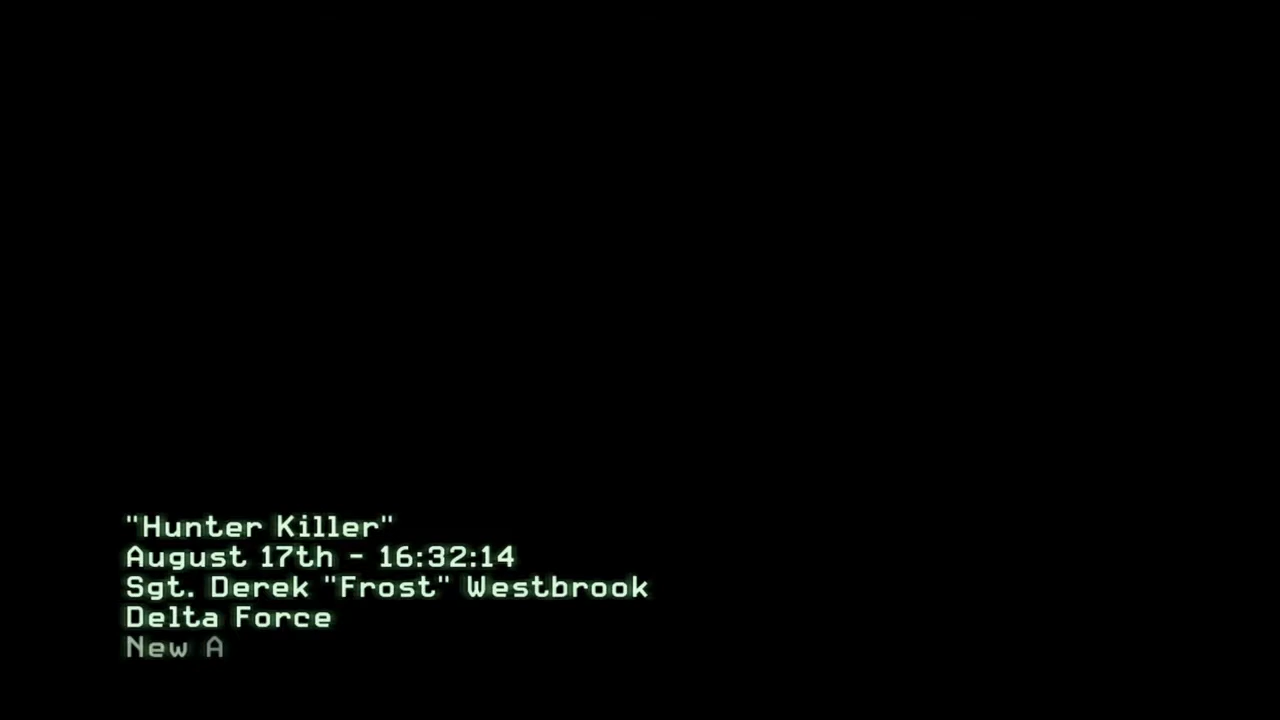 "Hunter Killer"
August 17th - 16:32:14
Sgt. Derek "Frost" Westbrook
Delta Force
New A